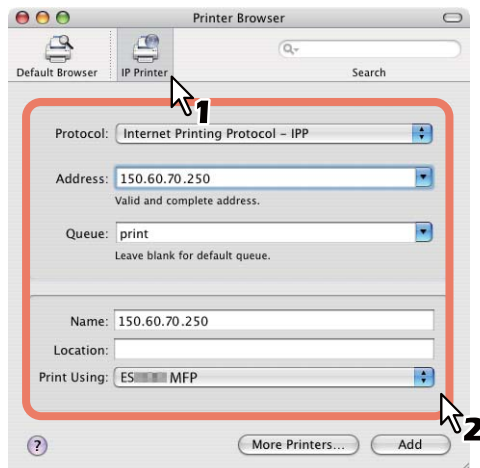 Printer Browser
Default Browser
IP Printer
Search
1
Protocol: Internet Printing Protocol – IPP
Address: 150.60.70.250
Valid and complete address.
Queue: print
Leave blank for default queue.
Name: 150.60.70.250
Location:
Print Using: ES MFP
2
? More Printers... Add